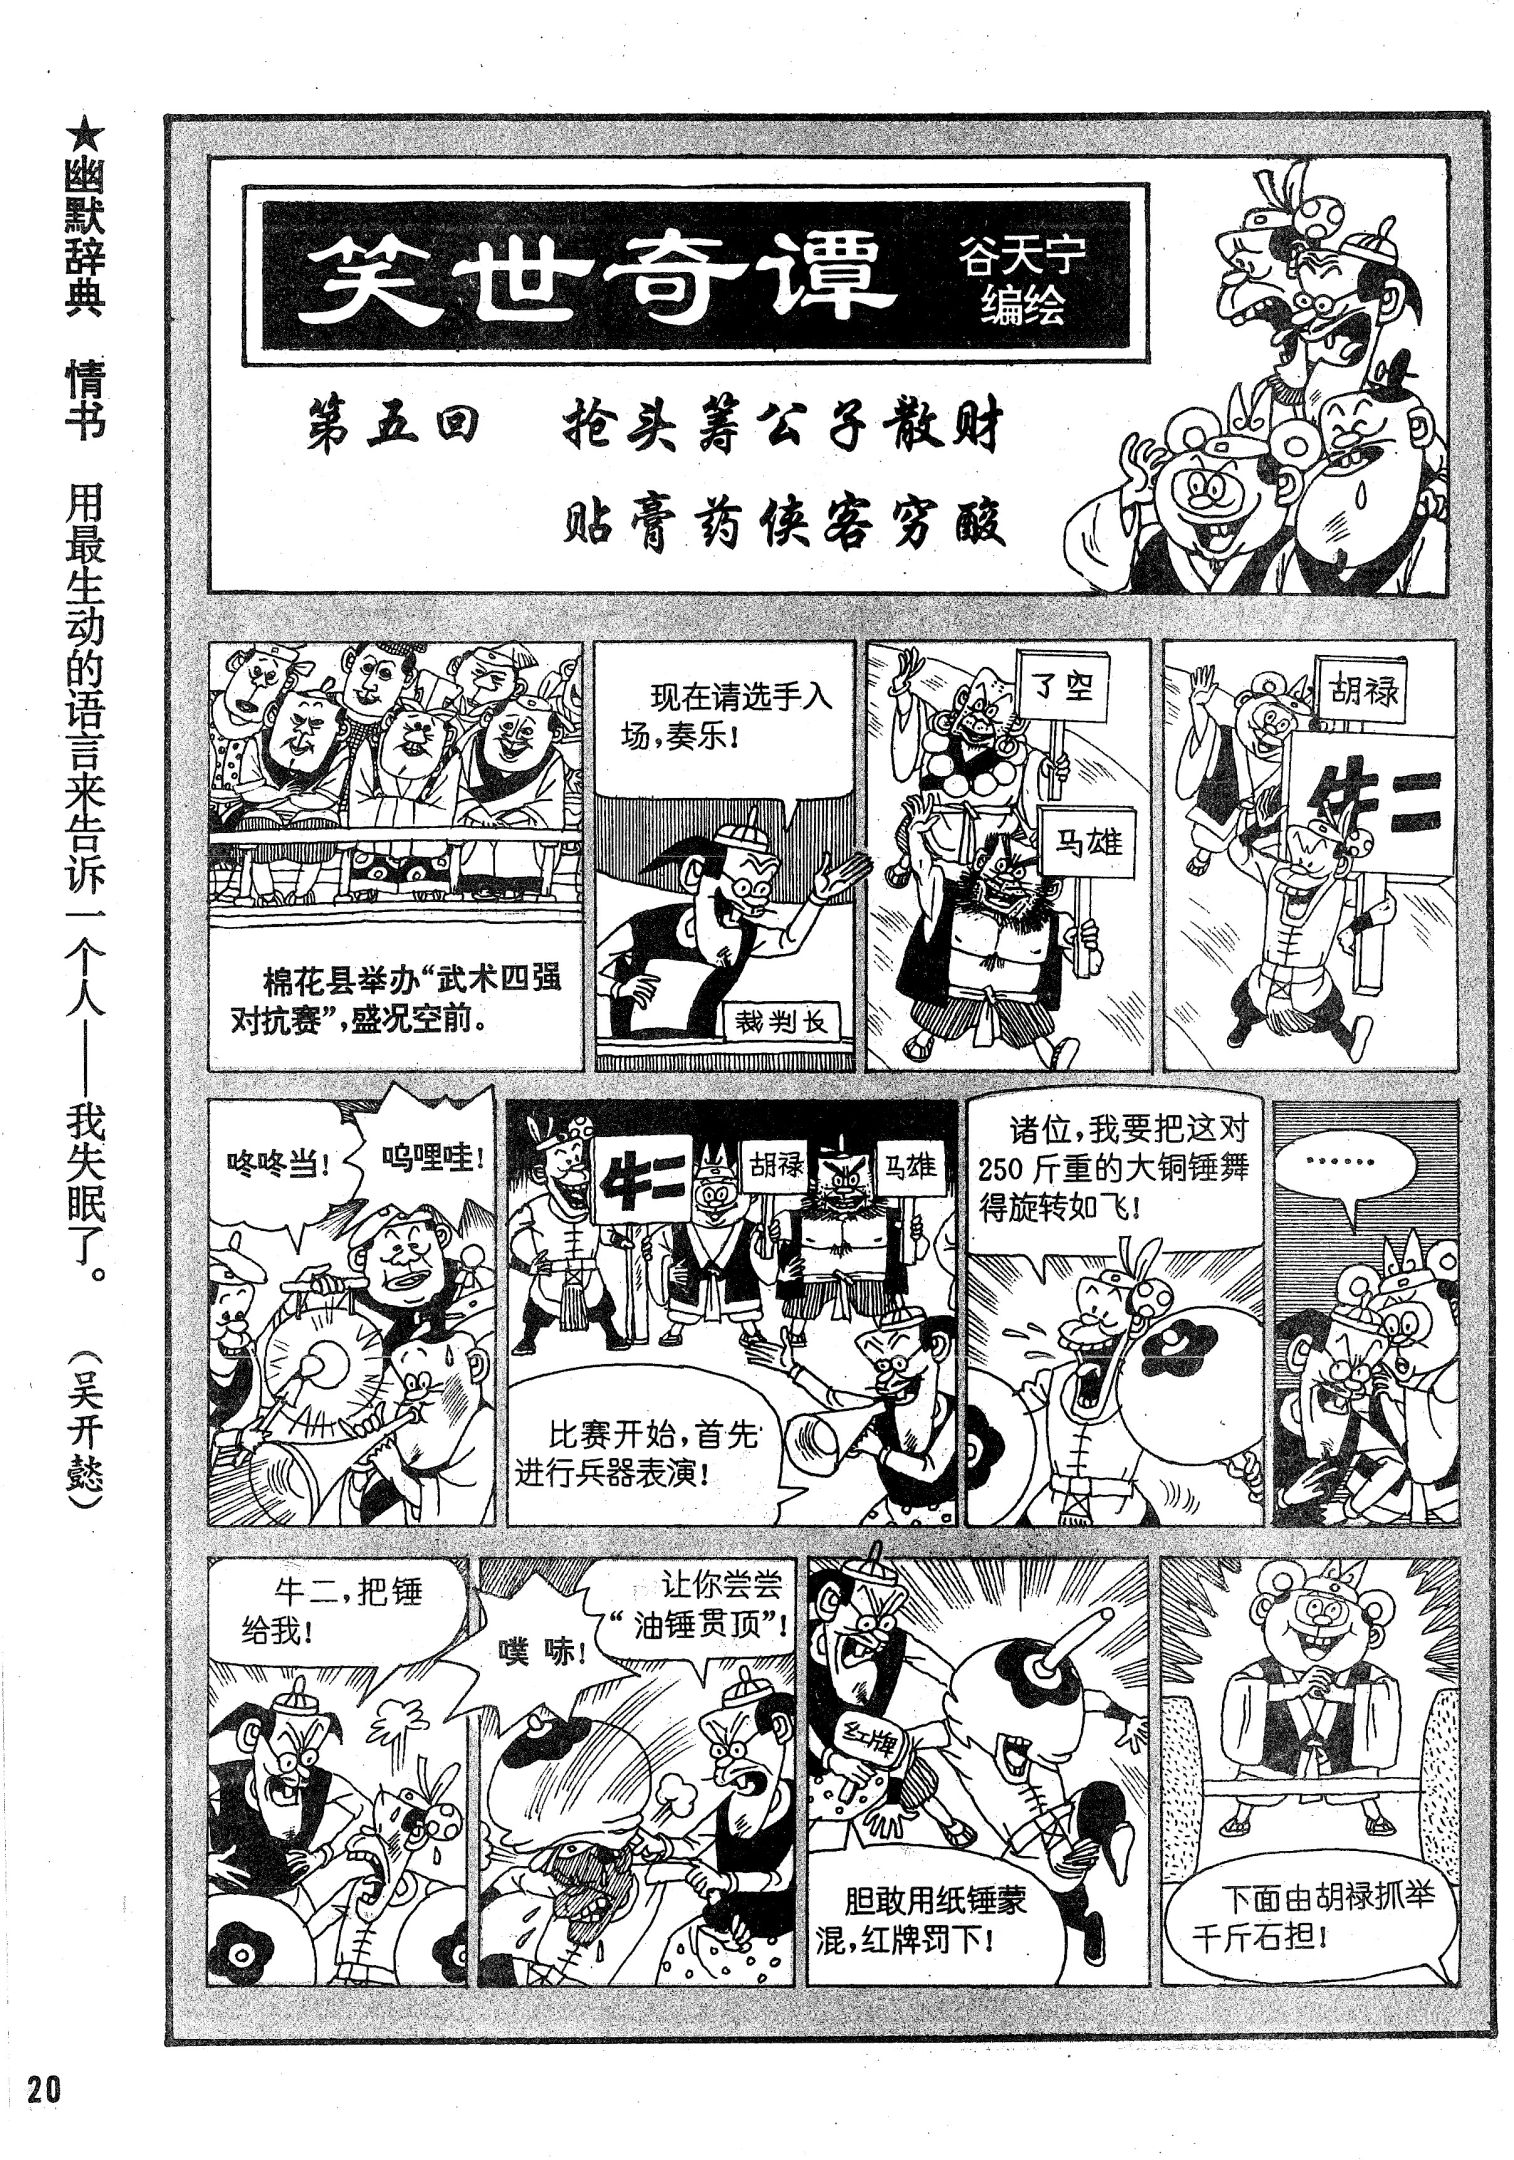 ★幽默辞典　情书　用最生动的语言来告诉一个人——我失眠了。　（吴开懿）
笑世奇谭
谷天宁
编绘
第五回　抢头筹公子散财
贴膏药侠客穷酸
棉花县举办“武术四强
对抗赛”，盛况空前。
现在请选手入
场，奏乐！
裁判长
了空
马雄
胡禄
牛二
咚咚当！
呜哩哇！
牛二
胡禄
马雄
比赛开始，首先
进行兵器表演！
诸位，我要把这对
250斤重的大铜锤舞
得旋转如飞！
……
牛二，把锤
给我！
噗哧！
让你尝尝
“油锤贯顶”！
红牌
胆敢用纸锤蒙
混，红牌罚下！
下面由胡禄抓举
千斤石担！
20